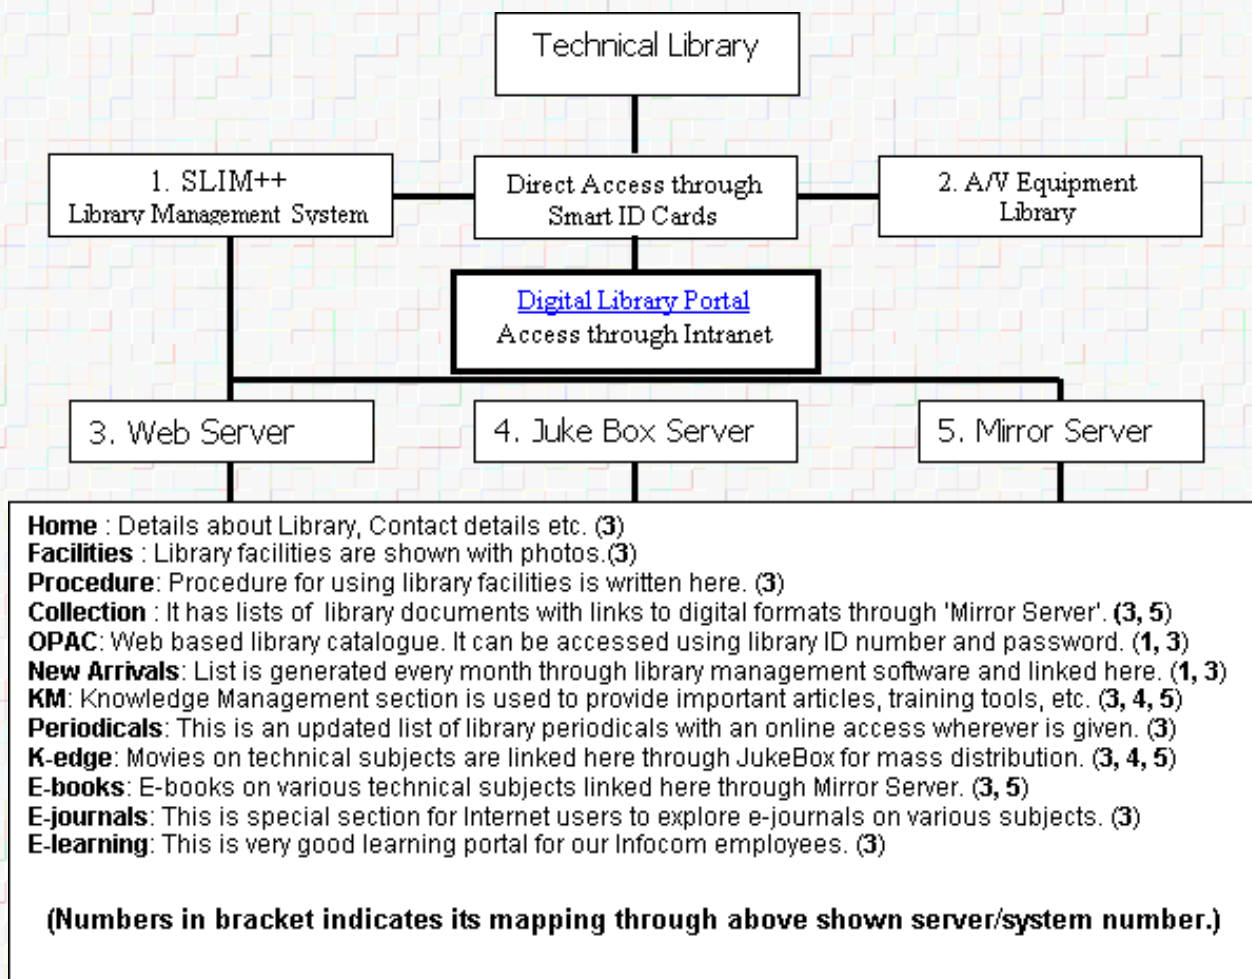 Technical Library
1. SLIM++
Library Management System
Direct Access through
Smart ID Cards
2. A/V Equipment
Library
Digital Library Portal
Access through Intranet
3. Web Server
4. Juke Box Server
5. Mirror Server
Home : Details about Library, Contact details etc. (3)
Facilities : Library facilities are shown with photos.(3)
Procedure: Procedure for using library facilities is written here. (3)
Collection : It has lists of library documents with links to digital formats through 'Mirror Server'. (3, 5)
OPAC: Web based library catalogue. It can be accessed using library ID number and password. (1, 3)
New Arrivals: List is generated every month through library management software and linked here. (1, 3)
KM: Knowledge Management section is used to provide important articles, training tools, etc. (3, 4, 5)
Periodicals: This is an updated list of library periodicals with an online access wherever is given. (3)
K-edge: Movies on technical subjects are linked here through JukeBox for mass distribution. (3, 4, 5)
E-books: E-books on various technical subjects linked here through Mirror Server. (3, 5)
E-journals: This is special section for Internet users to explore e-journals on various subjects. (3)
E-learning: This is very good learning portal for our Infocom employees. (3)
(Numbers in bracket indicates its mapping through above shown server/system number.)